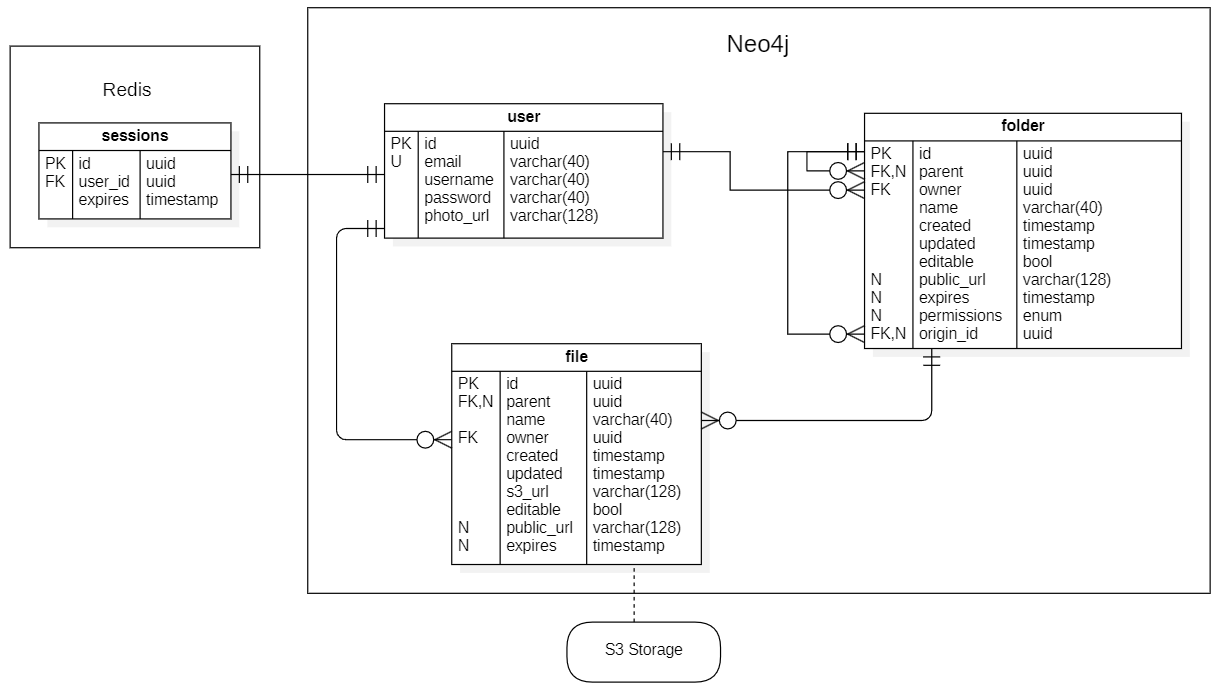 Neo4j
Redis
sessions
PK id uuid
FK user_id uuid
expires timestamp
user
PK id uuid
U email varchar(40)
username varchar(40)
password varchar(40)
photo_url varchar(128)
folder
PK id uuid
FK,N parent uuid
FK owner uuid
name varchar(40)
created timestamp
updated timestamp
editable bool
N public_url varchar(128)
N expires timestamp
N permissions enum
FK,N origin_id uuid
file
PK id uuid
FK,N parent uuid
name varchar(40)
FK owner uuid
created timestamp
updated timestamp
s3_url varchar(128)
editable bool
N public_url varchar(128)
N expires timestamp
S3 Storage